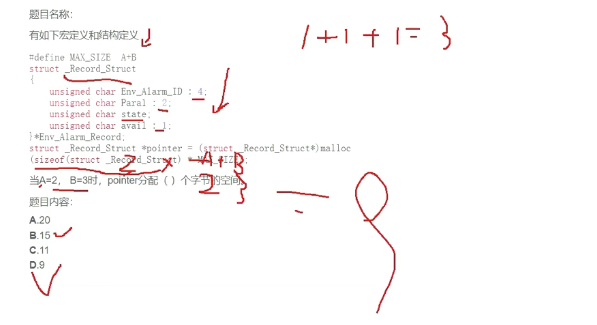 题目名称:
1+1+1=3
有如下宏定义和结构定义
#define MAX_SIZE  A+B
struct _Record_Struct
{
unsigned char Env_Alarm_ID : 4;
unsigned char Para1 : 2;
unsigned char state;
unsigned char avail : 1;
}*Env_Alarm_Record;
struct _Record_Struct *pointer = (struct _Record_Struct*)malloc
(sizeof(struct _Record_Struct) * MAX_SIZE);
2 × A+B
当A=2， B=3时，pointer分配（ ）个字节的空间。
2 3 = 9
题目内容:
A.20
B.15
C.11
D.9